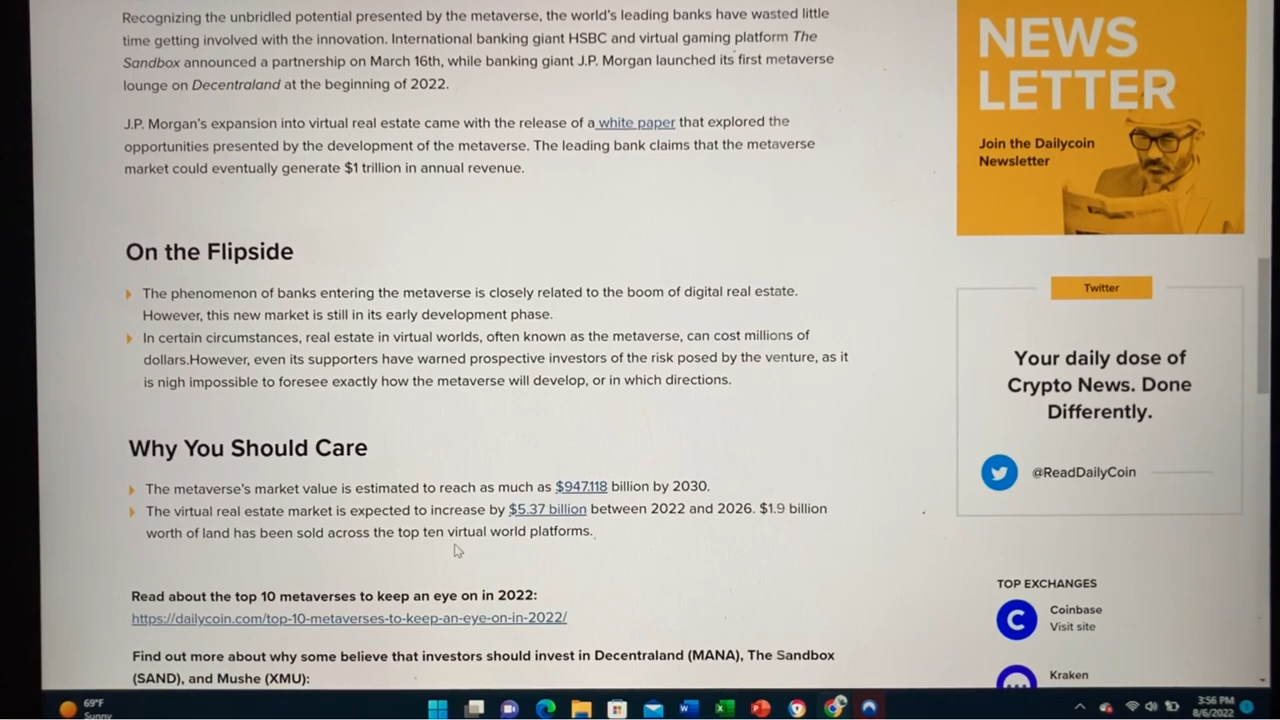 Recognizing the unbridled potential presented by the metaverse, the world's leading banks have wasted little
time getting involved with the innovation. International banking giant HSBC and virtual gaming platform The
Sandbox announced a partnership on March 16th, while banking giant J.P. Morgan launched its first metaverse
lounge on Decentraland at the beginning of 2022.
J.P. Morgan's expansion into virtual real estate came with the release of a white paper that explored the
opportunities presented by the development of the metaverse. The leading bank claims that the metaverse
market could eventually generate $1 trillion in annual revenue.
On the Flipside
The phenomenon of banks entering the metaverse is closely related to the boom of digital real estate.
However, this new market is still in its early development phase.
In certain circumstances, real estate in virtual worlds, often known as the metaverse, can cost millions of
dollars.However, even its supporters have warned prospective investors of the risk posed by the venture, as it
is nigh impossible to foresee exactly how the metaverse will develop, or in which directions.
Why You Should Care
The metaverse's market value is estimated to reach as much as $947.118 billion by 2030.
The virtual real estate market is expected to increase by $5.37 billion between 2022 and 2026. $1.9 billion
worth of land has been sold across the top ten virtual world platforms.
Read about the top 10 metaverses to keep an eye on in 2022:
https://dailycoin.com/top-10-metaverses-to-keep-an-eye-on-in-2022/
Find out more about why some believe that investors should invest in Decentraland (MANA), The Sandbox
(SAND), and Mushe (XMU):
NEWS
LETTER
Join the Dailycoin
Newsletter
Twitter
Your daily dose of
Crypto News. Done
Differently.
@ReadDailyCoin
TOP EXCHANGES
Coinbase
Visit site
Kraken
69°F
Sunny
3:56 PM
8/6/2022